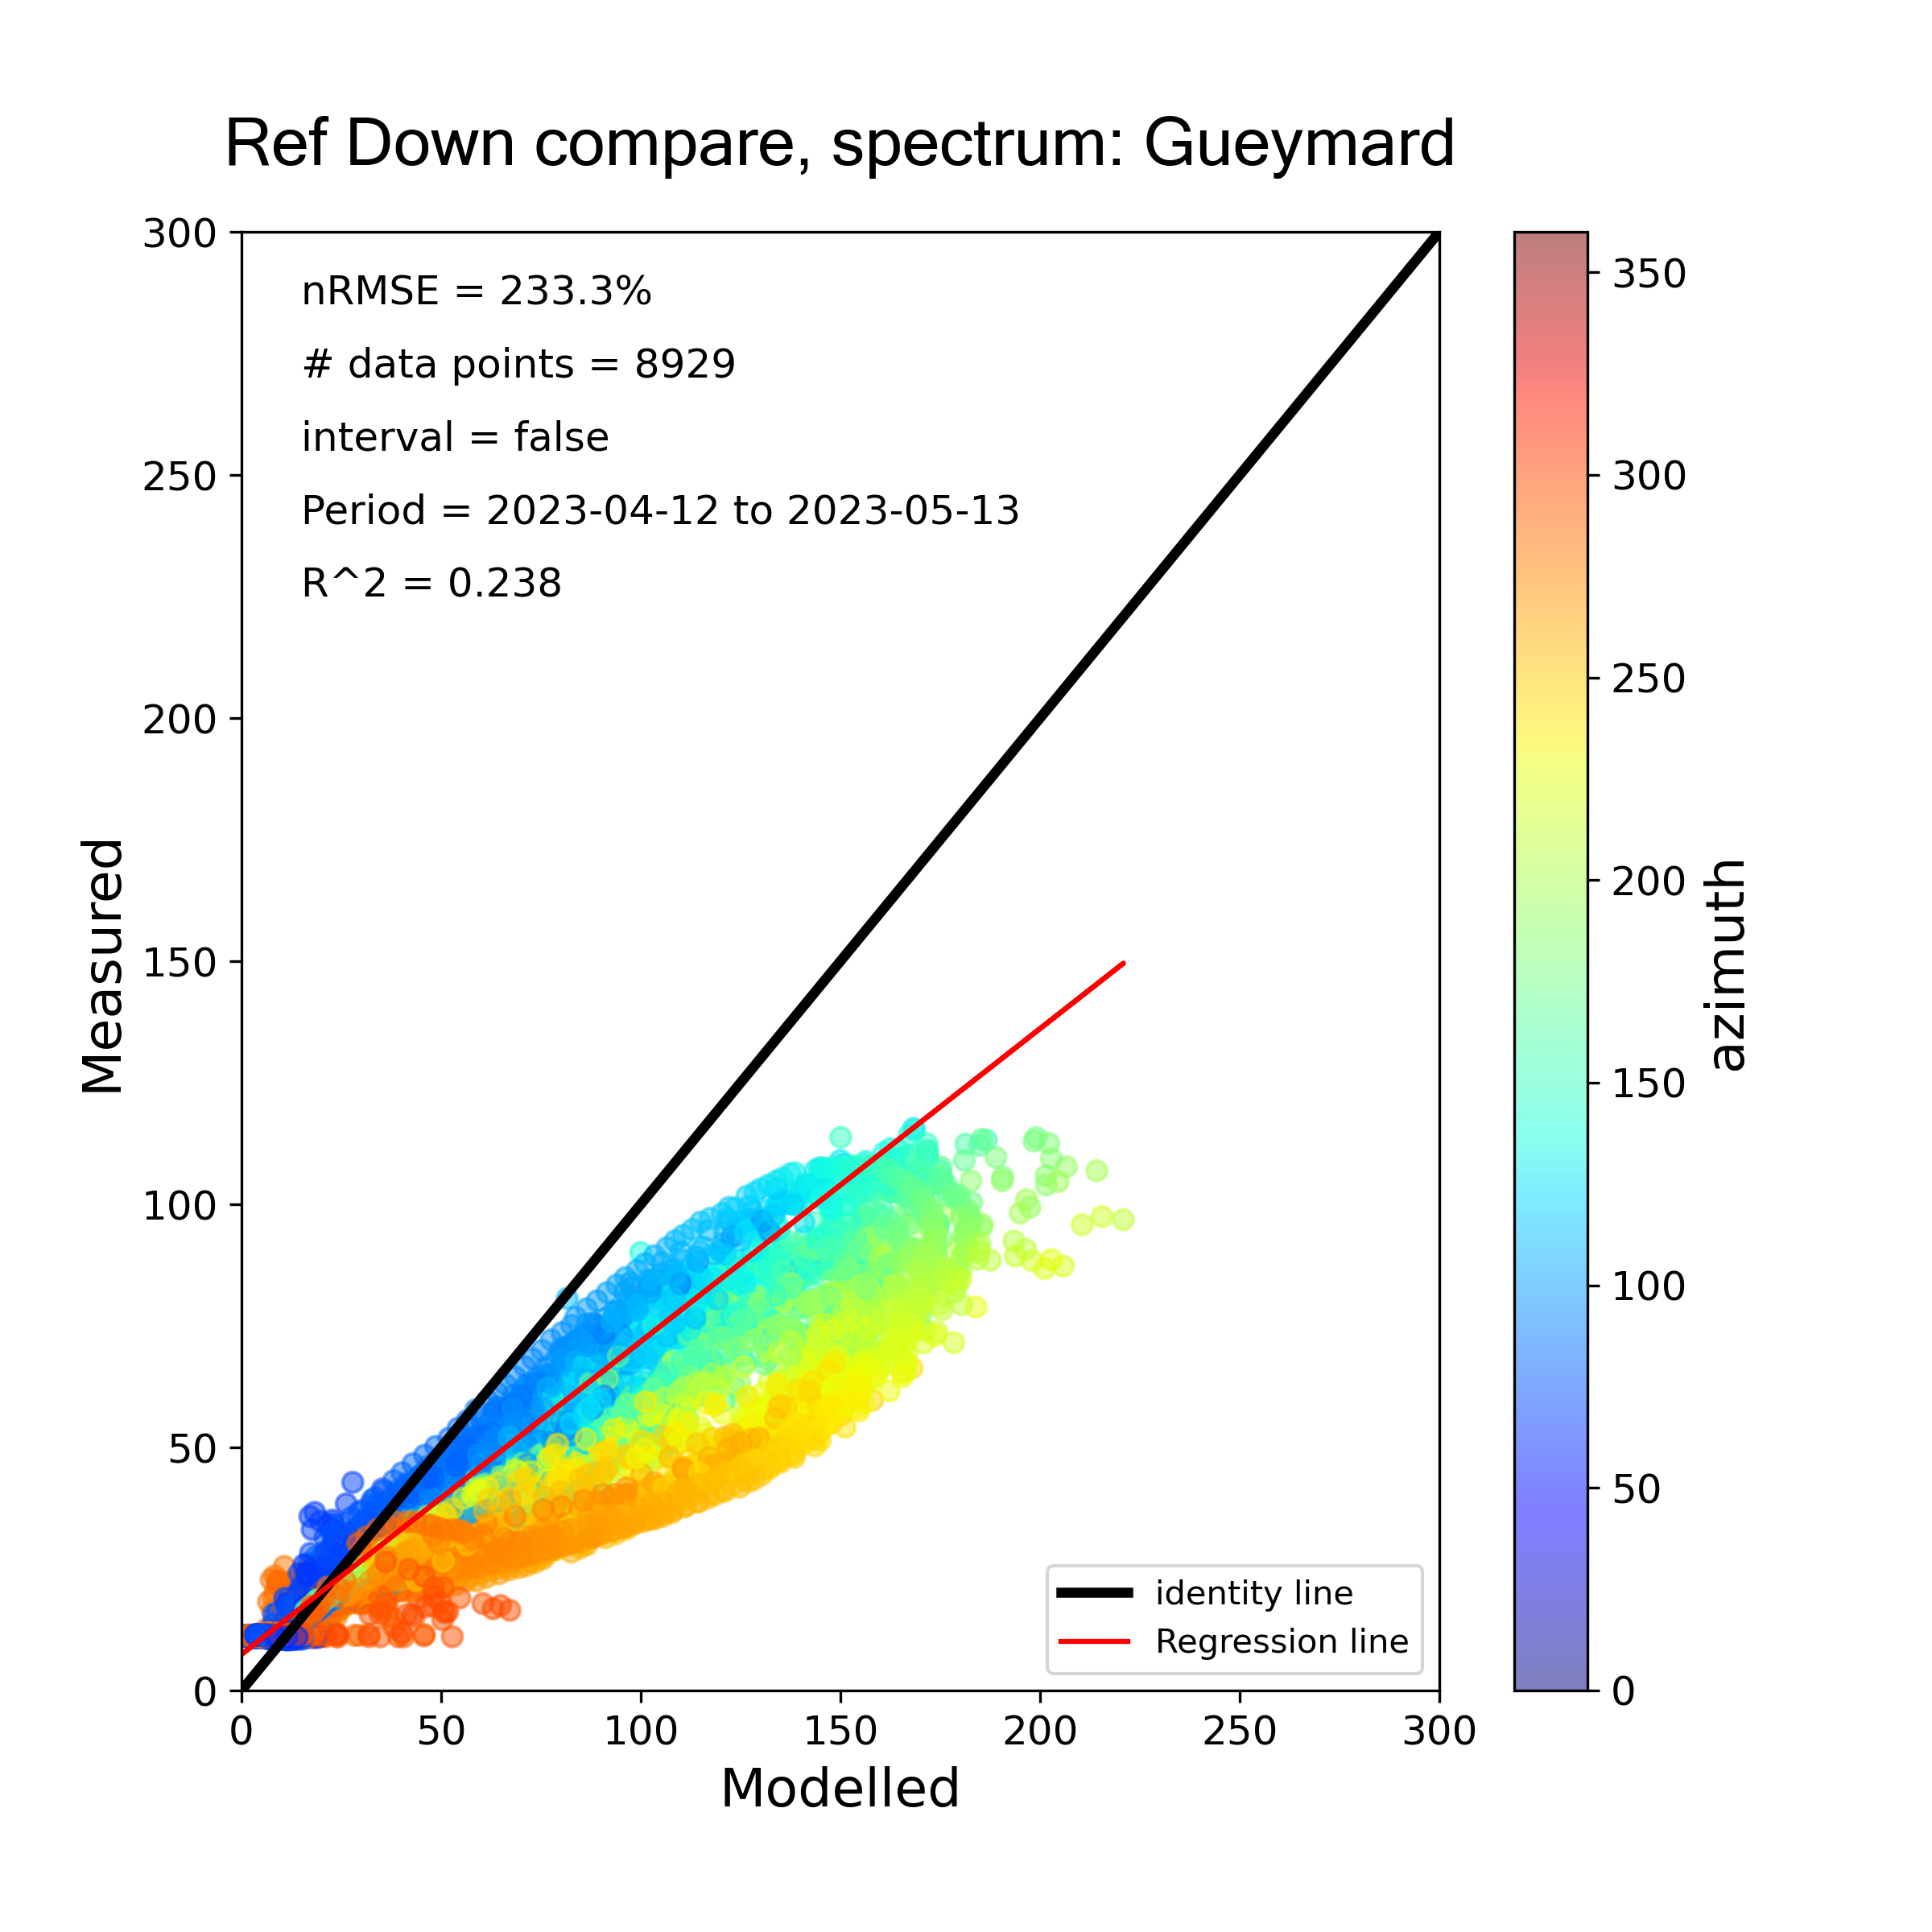 Ref Down compare, spectrum: Gueymard
nRMSE = 233.3%
# data points = 8929
interval = false
Period = 2023-04-12 to 2023-05-13
R^2 = 0.238
300
250
200
150
100
50
0
Measured
0
50
100
150
200
250
300
Modelled
identity line
Regression line
350
300
250
200
150
100
50
0
azimuth